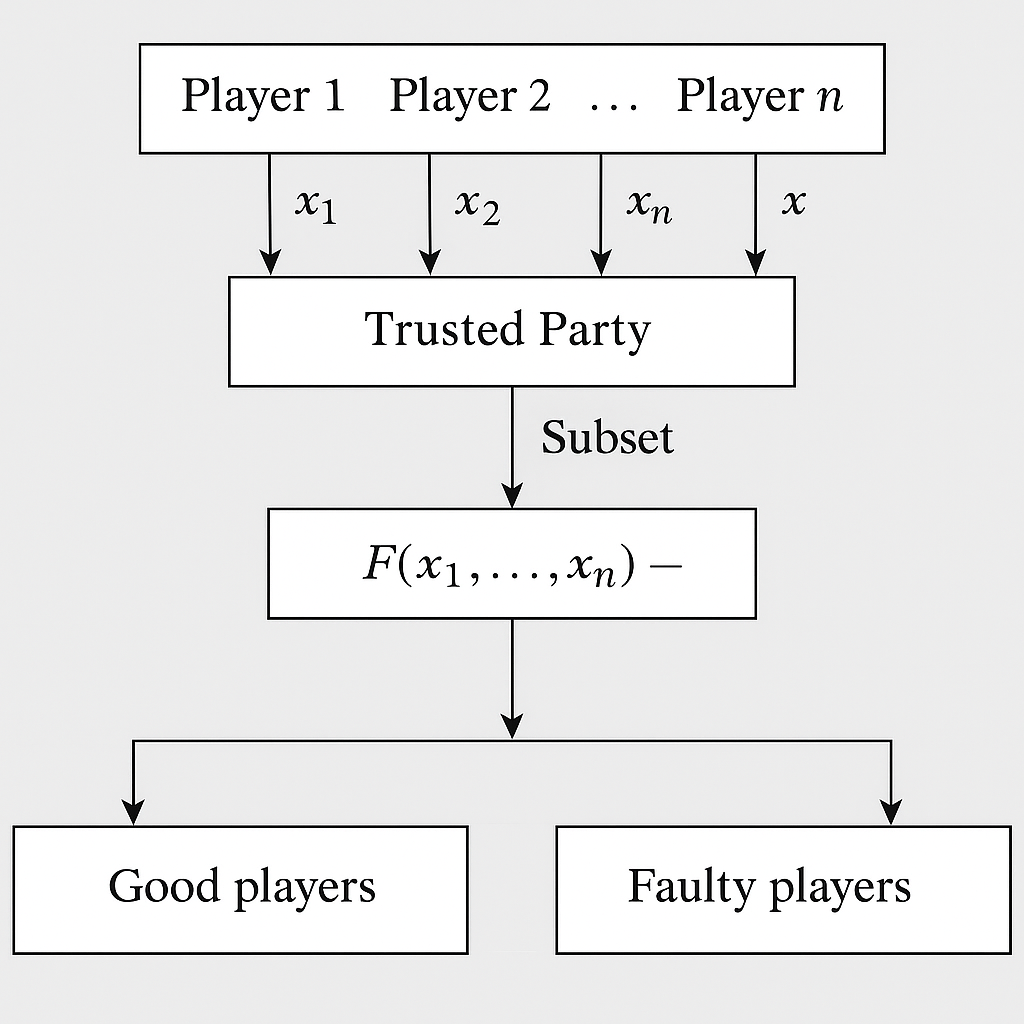 Player 1 Player 2 ... Player n
x₁ x₂ xₙ x
Trusted Party
Subset
F(x₁,...,xₙ) —
Good players Faulty players